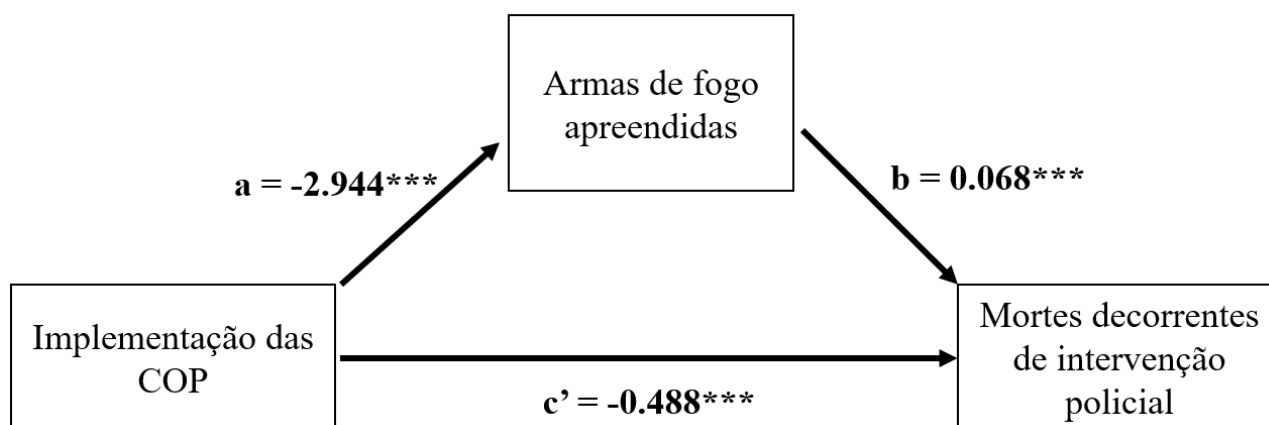 Armas de fogo
apreendidas
a = -2.944***
b = 0.068***
Implementação das
COP
Mortes decorrentes
de intervenção
policial
c’ = -0.488***